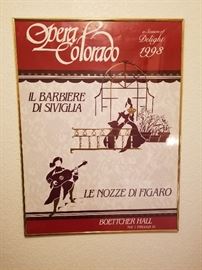 Opera
Colorado
A Season of
Delight
1993
IL BARBIERE
DI SIVIGLIA
LE NOZZE DI FIGARO
BOETTCHER HALL